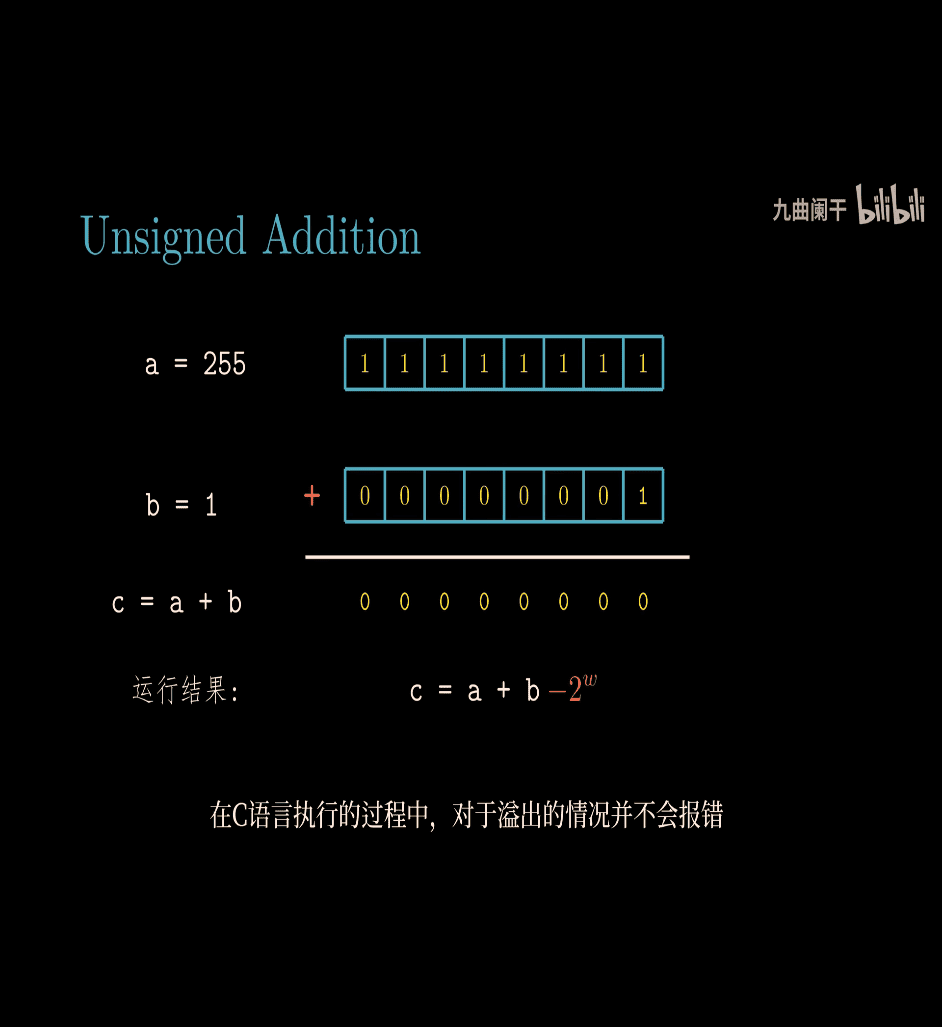 九曲阑干 bilibili
Unsigned Addition
a = 255 1 1 1 1 1 1 1 1
b = 1 + 0 0 0 0 0 0 0 1
c = a + b 0 0 0 0 0 0 0 0
运行结果: c = a + b −2^w
在C语言执行的过程中，对于溢出的情况并不会报错